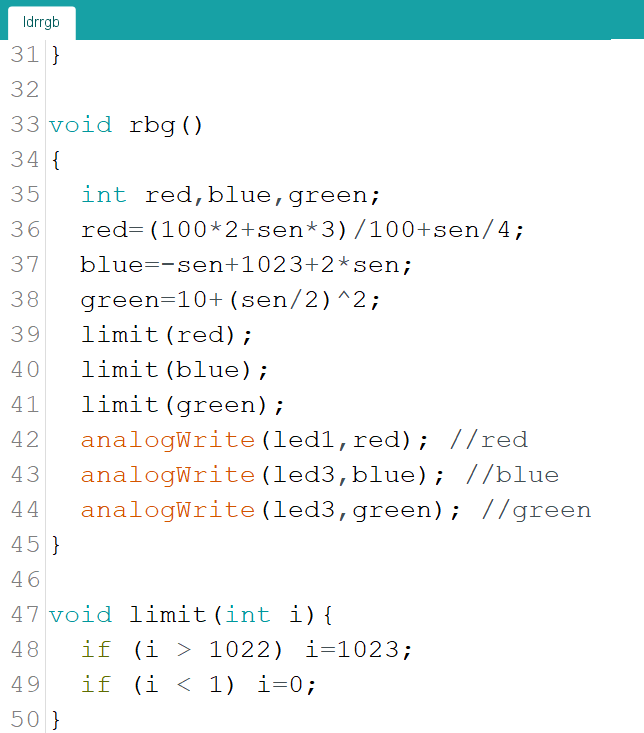 ldrrgb
31 }
32
33 void rbg()
34 {
35   int red,blue,green;
36   red=(100*2+sen*3)/100+sen/4;
37   blue=-sen+1023+2*sen;
38   green=10+(sen/2)^2;
39   limit(red);
40   limit(blue);
41   limit(green);
42   analogWrite(led1,red); //red
43   analogWrite(led3,blue); //blue
44   analogWrite(led3,green); //green
45 }
46
47 void limit(int i){
48   if (i > 1022) i=1023;
49   if (i < 1) i=0;
50 }